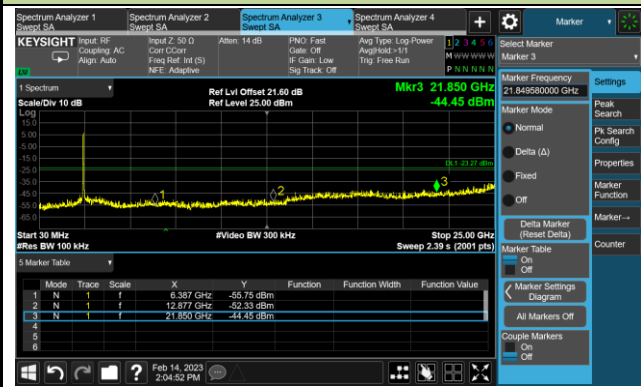 Spectrum Analyzer 1
Swept SA
Spectrum Analyzer 2
Swept SA
Spectrum Analyzer 3
Swept SA
Spectrum Analyzer 4
Swept SA
+
Marker
KEYSIGHT
Input: RF
Coupling: AC
Align: Auto
Input Z: 50 Ω
Corr CCorr
Freq Ref: Int (S)
NFE: Adaptive
Atten: 14 dB
PNO: Fast
Gate: Off
IF Gain: Low
Sig Track: Off
Avg Type: Log-Power
Avg|Hold:>1/1
Trig: Free Run
1 2 3 4 5 6
M W W W W W
P N N N N N
Select Marker
Marker 3
1 Spectrum
Scale/Div 10 dB
Ref Lvl Offset 21.60 dB
Ref Level 25.00 dBm
Mkr3 21.850 GHz
-44.45 dBm
Log
15.0
5.00
-5.00
-15.0
-25.0
-35.0
-45.0
-55.0
-65.0
DL1 -23.27 dBm
1
2
3
Start 30 MHz
#Video BW 300 kHz
Stop 25.00 GHz
#Res BW 100 kHz
Sweep 2.39 s (2001 pts)
5 Marker Table
Mode Trace Scale X Y Function Function Width Function Value
1 N 1 f 6.387 GHz -55.75 dBm
2 N 1 f 12.877 GHz -52.33 dBm
3 N 1 f 21.850 GHz -44.45 dBm
4
5
6
Marker Frequency
21.849580000 GHz
Marker Mode
Normal
Delta (Δ)
Fixed
Off
Delta Marker
(Reset Delta)
Marker Table
On
Off
Marker Settings
Diagram
All Markers Off
Couple Markers
On
Off
Settings
Peak
Search
Pk Search
Config
Properties
Marker
Function
Marker→
Counter
?
Feb 14, 2023
2:04:52 PM